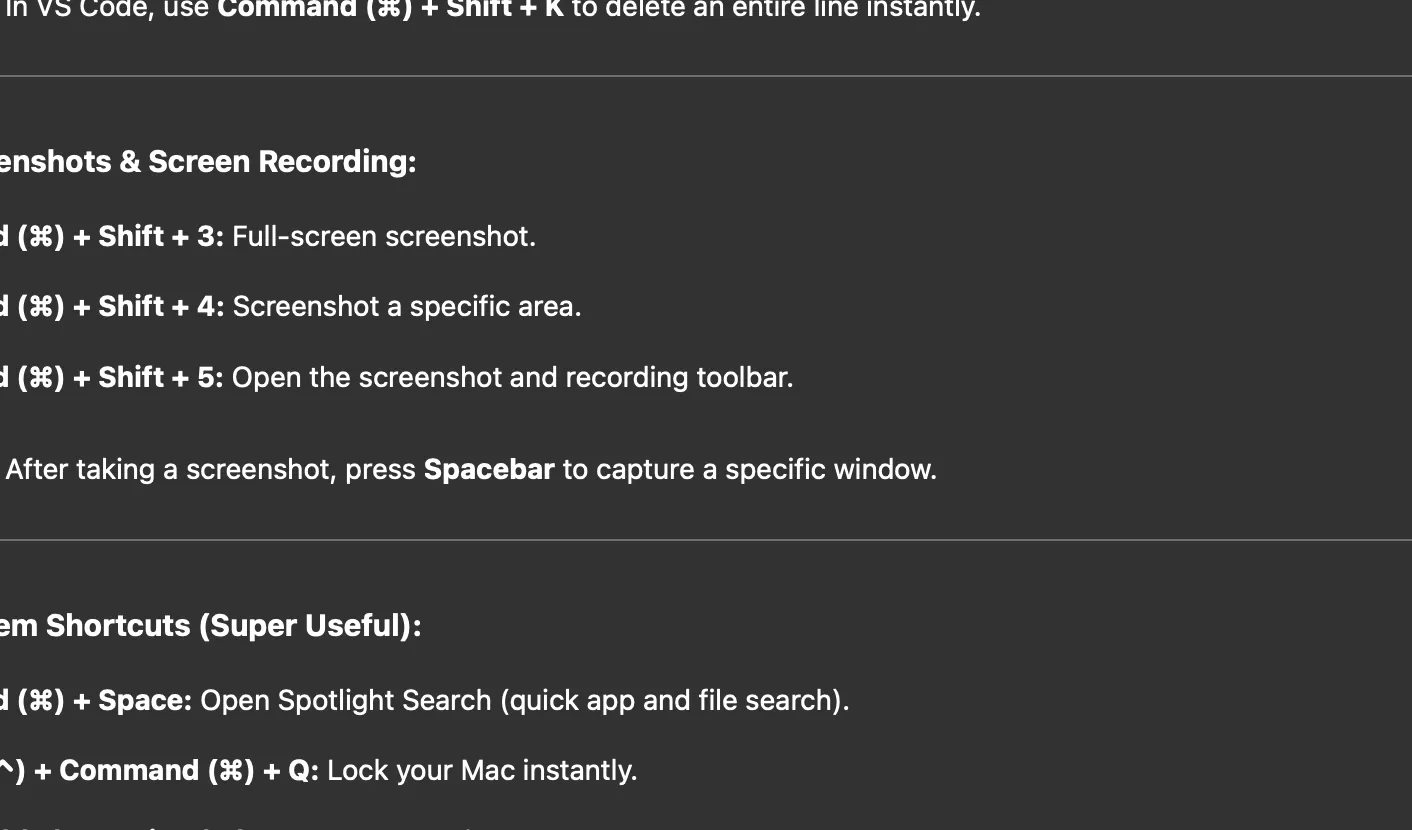 In VS Code, use Command (⌘) + Shift + K to delete an entire line instantly.
enshots & Screen Recording:
d (⌘) + Shift + 3: Full-screen screenshot.
d (⌘) + Shift + 4: Screenshot a specific area.
d (⌘) + Shift + 5: Open the screenshot and recording toolbar.
After taking a screenshot, press Spacebar to capture a specific window.
em Shortcuts (Super Useful):
d (⌘) + Space: Open Spotlight Search (quick app and file search).
^) + Command (⌘) + Q: Lock your Mac instantly.